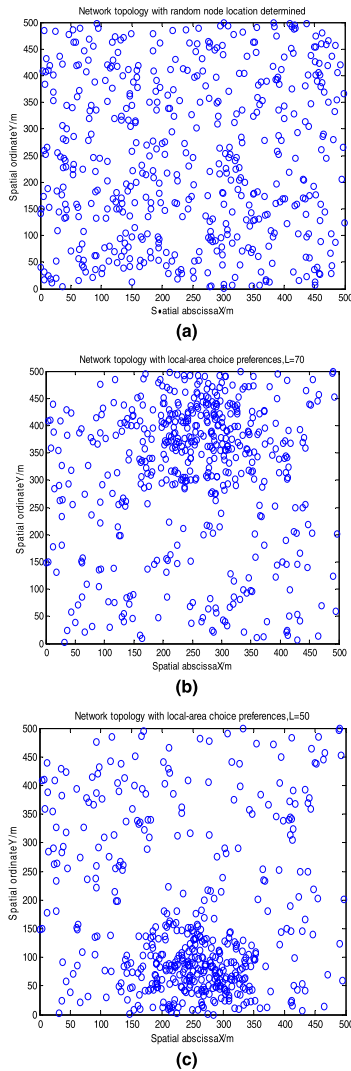 Network topology with random node location determined
500
450
400
350
300
250
200
150
100
50
0
Spatial ordinateY/m
0 50 100 150 200 250 300 350 400 450 500
S•atial abscissaX/m
(a)
Network topology with local-area choice preferences,L=70
500
450
400
350
300
250
200
150
100
50
0
Spatial ordinateY/m
0 50 100 150 200 250 300 350 400 450 500
Spatial abscissaX/m
(b)
Network topology with local-area choice preferences,L=50
500
450
400
350
300
250
200
150
100
50
0
Spatial ordinateY/m
0 50 100 150 200 250 300 350 400 450 500
Spatial abscissaX/m
(c)